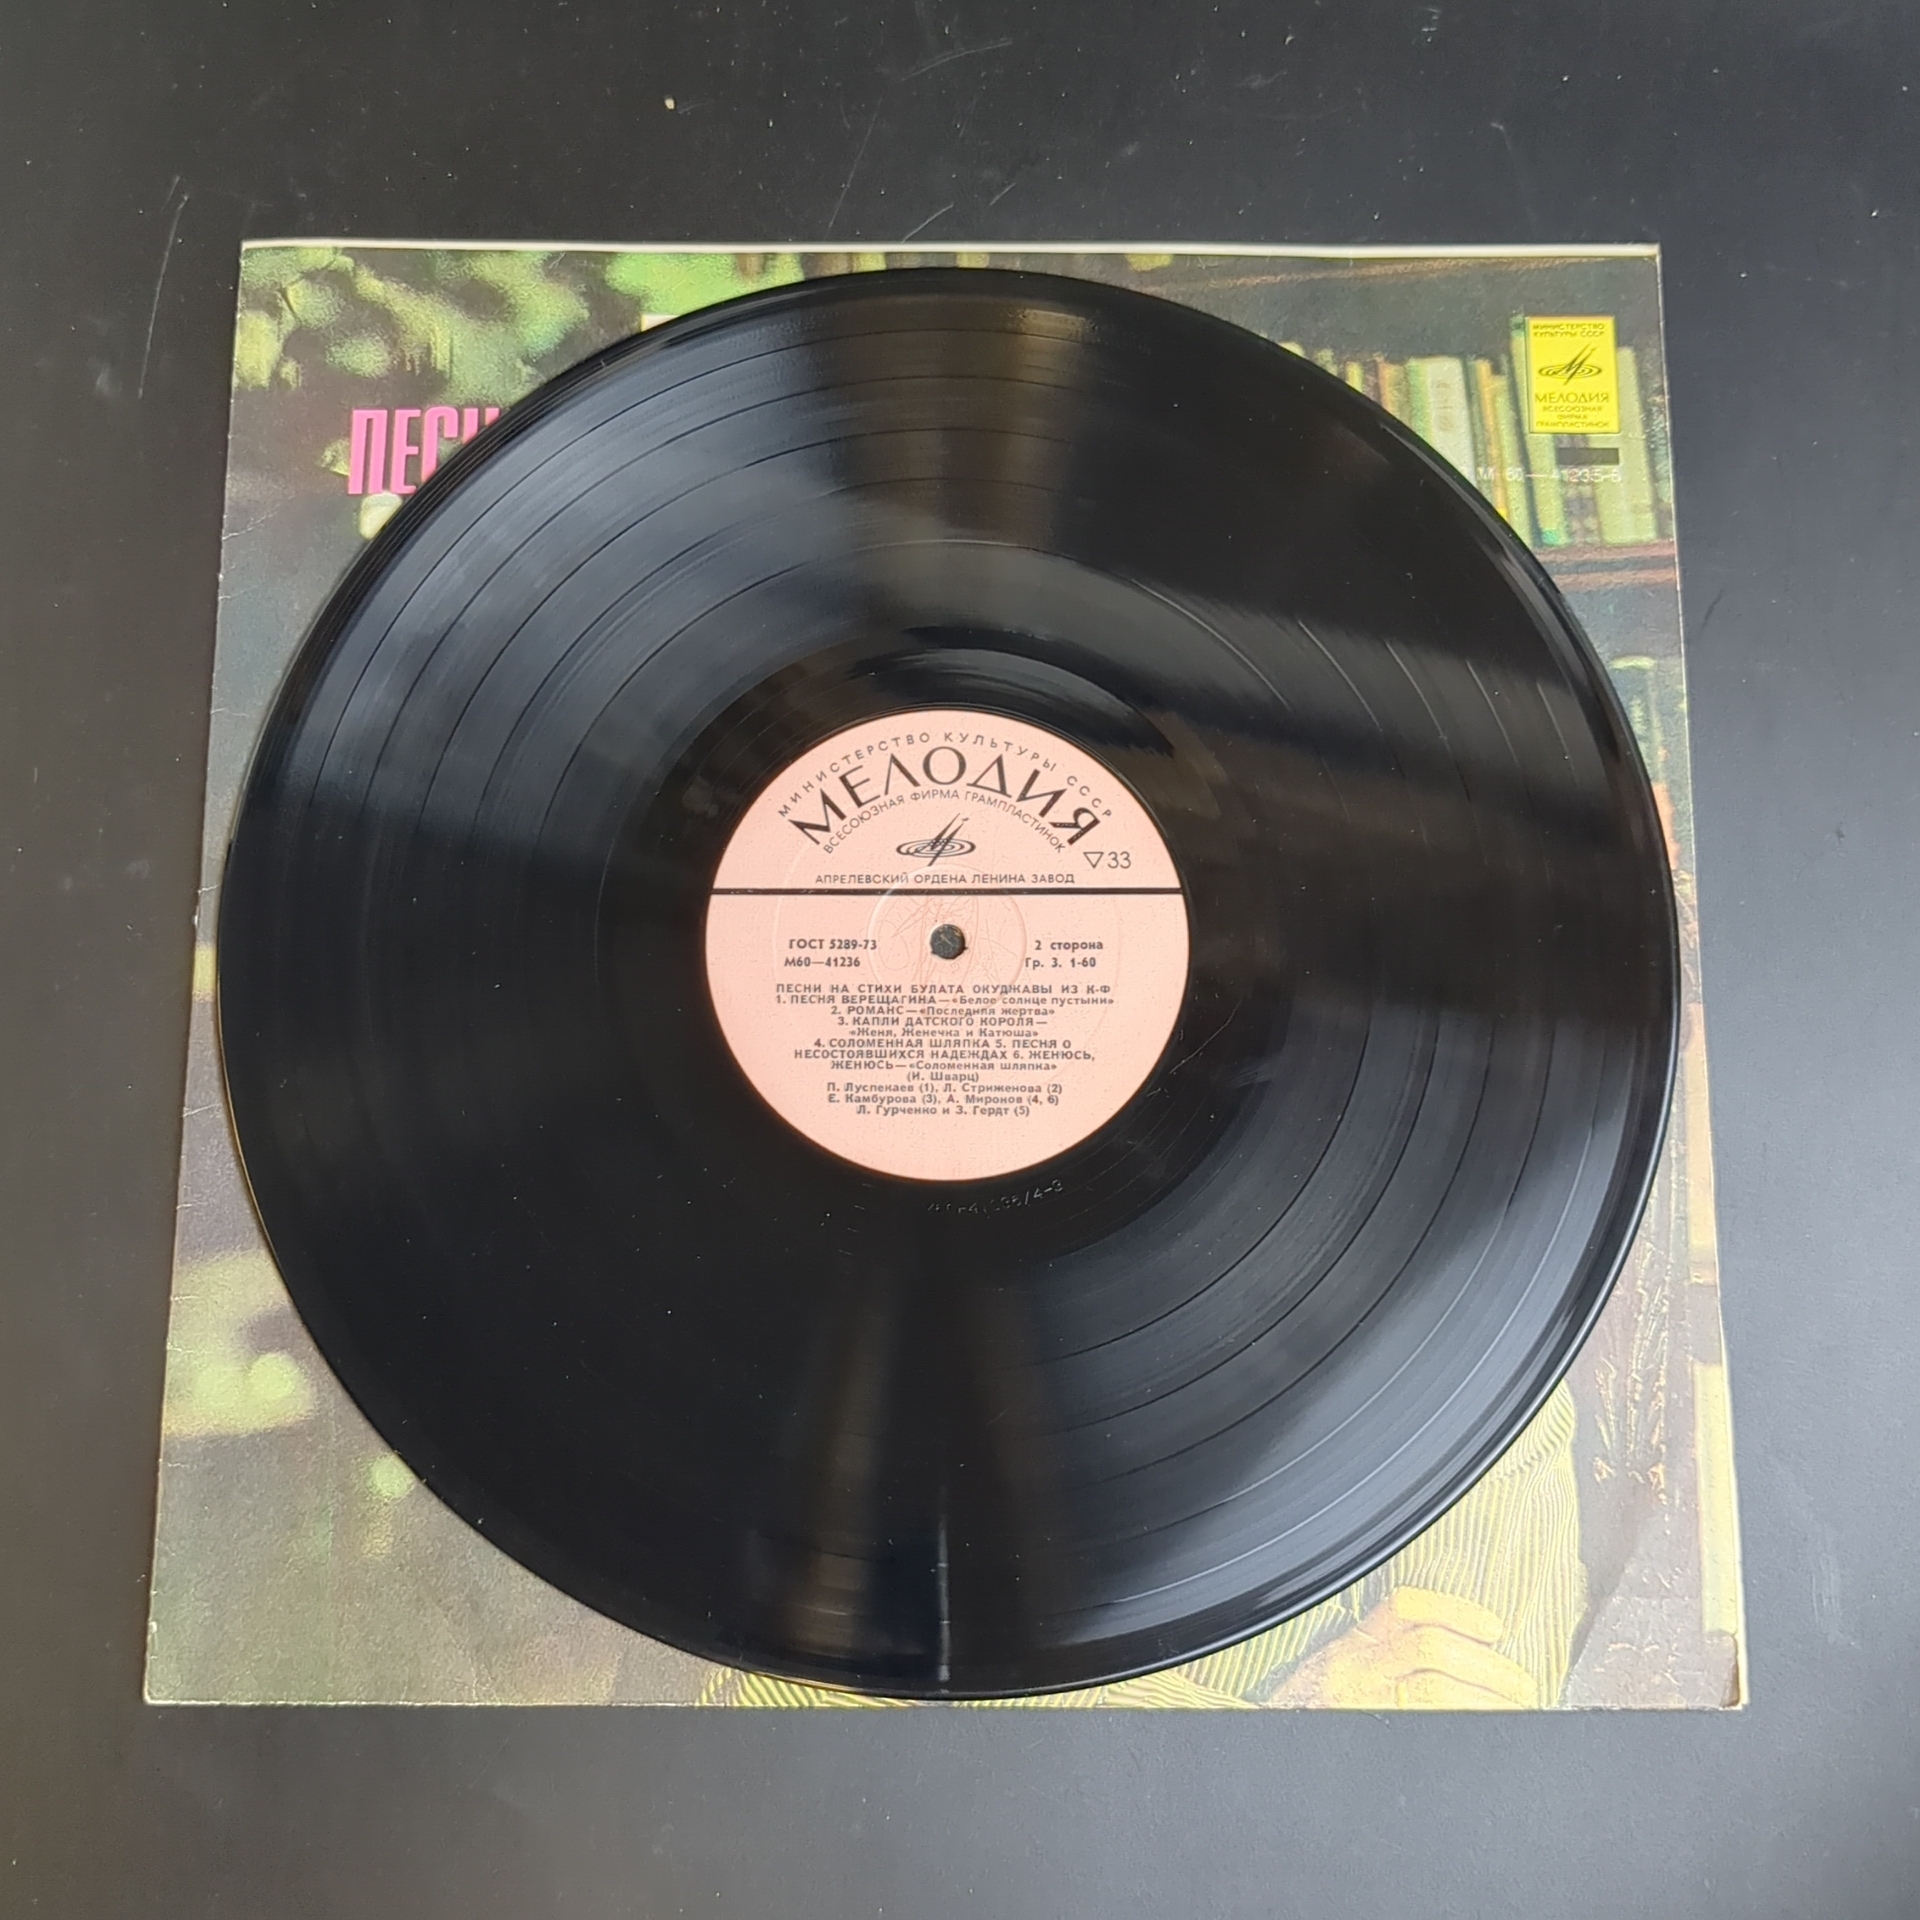 ПЕСН
МИНИСТЕРСТВО
КУЛЬТУРЫ СССР
МЕЛОДИЯ
ВСЕСОЮЗНАЯ
ФИРМА
ГРАМПЛАСТИНОК
М 60—41235-6
МИНИСТЕРСТВО КУЛЬТУРЫ СССР
МЕЛОДИЯ
ВСЕСОЮЗНАЯ ФИРМА ГРАМПЛАСТИНОК
▽33
АПРЕЛЕВСКИЙ ОРДЕНА ЛЕНИНА ЗАВОД
ГОСТ 5289-73 2 сторона
М60—41236 Гр. 3. 1-60
ПЕСНИ НА СТИХИ БУЛАТА ОКУДЖАВЫ ИЗ К-Ф
1. ПЕСНЯ ВЕРЕЩАГИНА—«Белое солнце пустыни»
2. РОМАНС—«Последняя жертва»
3. КАПЛИ ДАТСКОГО КОРОЛЯ—
«Женя, Женечка и Катюша»
4. СОЛОМЕННАЯ ШЛЯПКА 5. ПЕСНЯ О
НЕСОСТОЯВШИХСЯ НАДЕЖДАХ 6. ЖЕНЮСЬ,
ЖЕНЮСЬ—«Соломенная шляпка»
(И. Шварц)
П. Луспекаев (1), Л. Стриженова (2)
Е. Камбурова (3), А. Миронов (4, 6)
Л. Гурченко и З. Гердт (5)